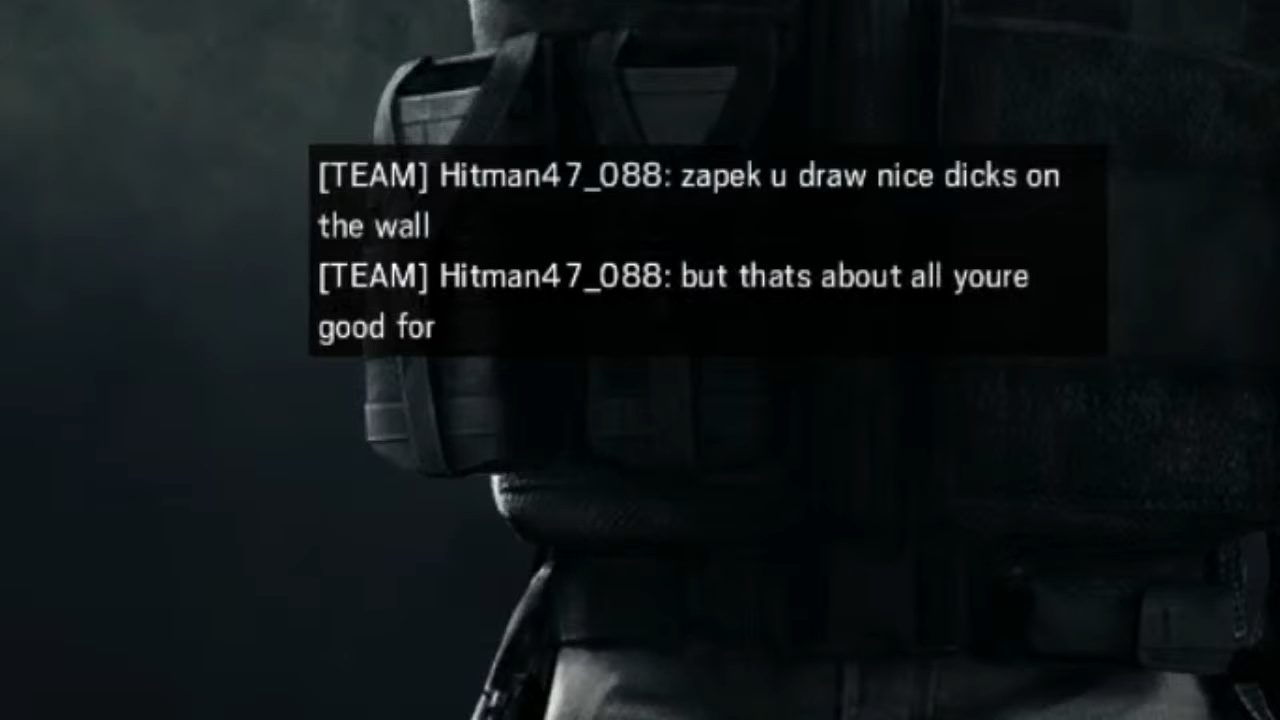 [TEAM] Hitman47_088: zapek u draw nice dicks on
the wall
[TEAM] Hitman47_088: but thats about all youre
good for